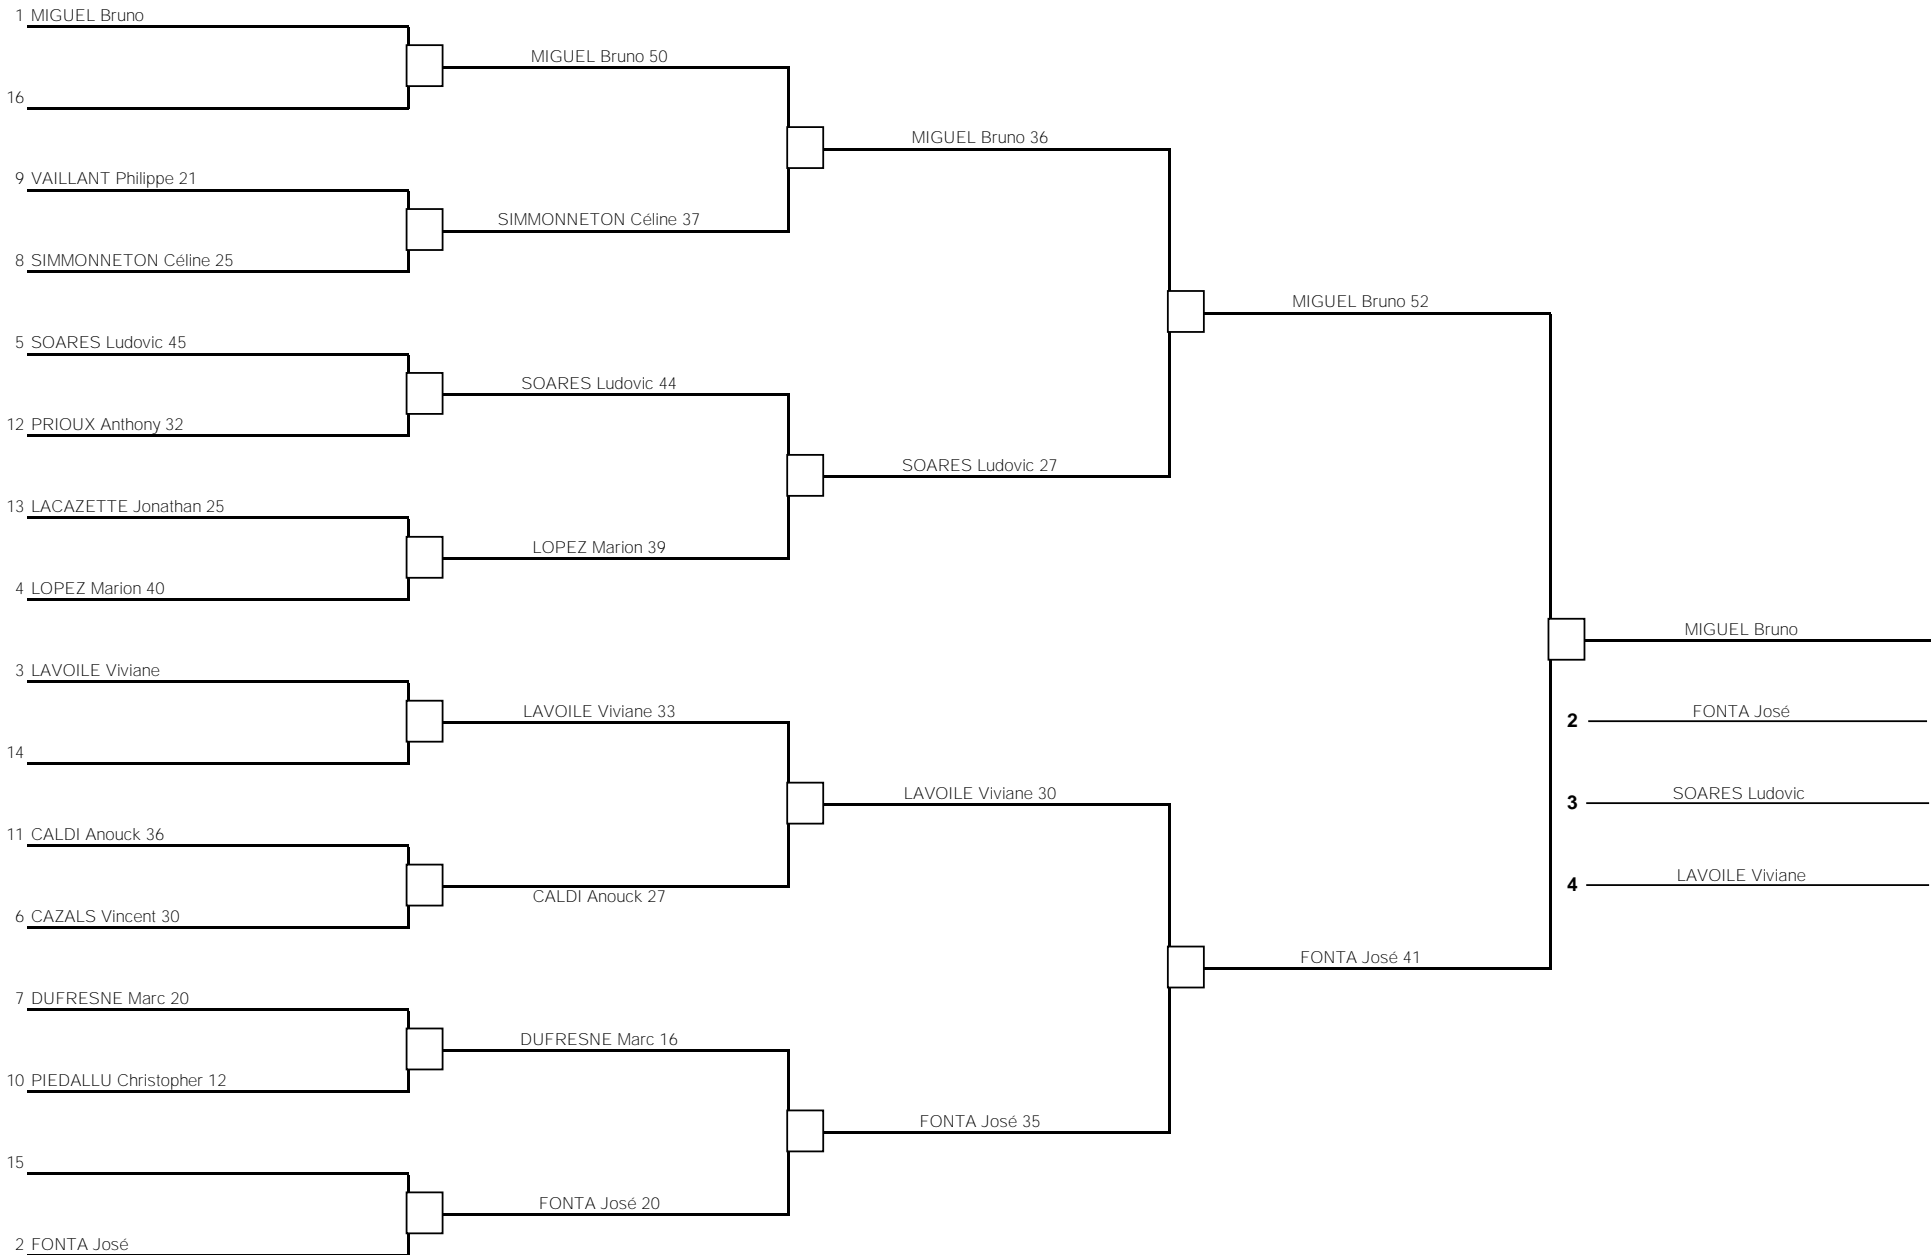 1 MIGUEL Bruno
MIGUEL Bruno 50
16
MIGUEL Bruno 36
9 VAILLANT Philippe 21
SIMMONNETON Céline 37
8 SIMMONNETON Céline 25
MIGUEL Bruno 52
5 SOARES Ludovic 45
SOARES Ludovic 44
12 PRIOUX Anthony 32
SOARES Ludovic 27
13 LACAZETTE Jonathan 25
LOPEZ Marion 39
4 LOPEZ Marion 40
MIGUEL Bruno
3 LAVOILE Viviane
LAVOILE Viviane 33
2 FONTA José
14
LAVOILE Viviane 30
3 SOARES Ludovic
11 CALDI Anouck 36
CALDI Anouck 27
4 LAVOILE Viviane
6 CAZALS Vincent 30
FONTA José 41
7 DUFRESNE Marc 20
DUFRESNE Marc 16
10 PIEDALLU Christopher 12
FONTA José 35
15
FONTA José 20
2 FONTA José